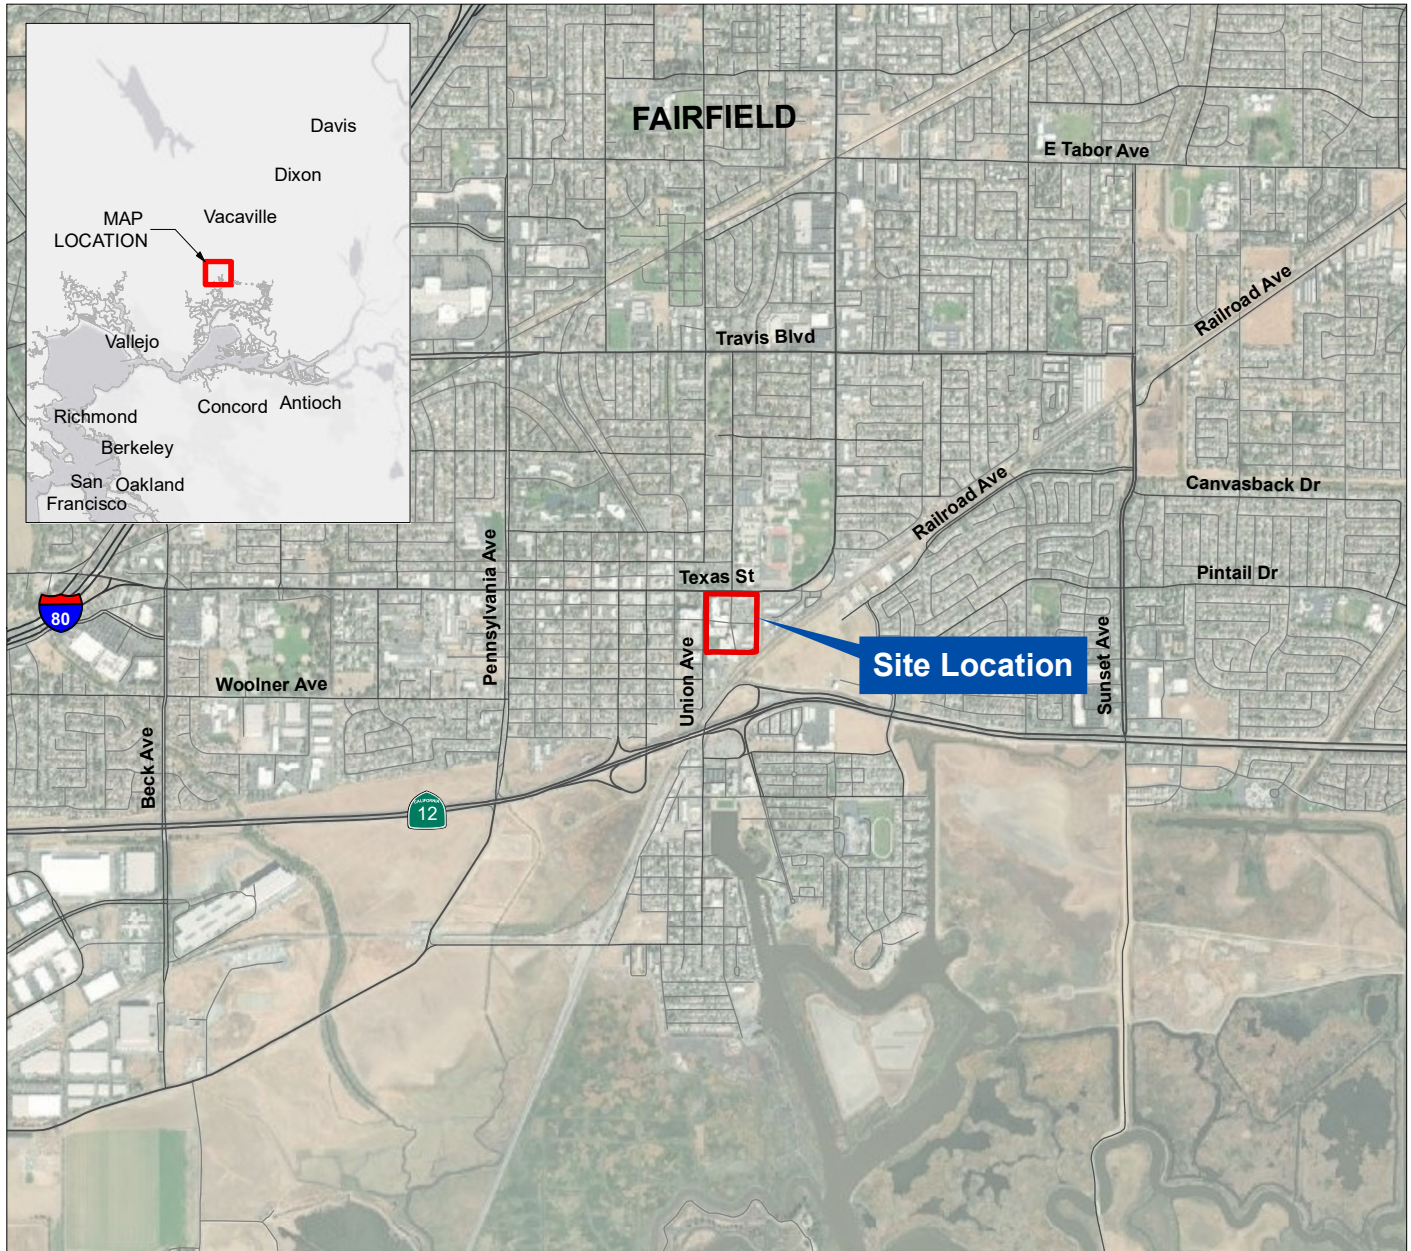 FAIRFIELD
Davis
E Tabor Ave
Dixon
MAP
LOCATION
Vacaville
Railroad Ave
Vallejo
Travis Blvd
Concord
Antioch
Richmond
Berkeley
San
Francisco
Oakland
Canvasback Dr
Railroad Ave
Pennsylvania Ave
Texas St
Pintail Dr
80
Site Location
Union Ave
Sunset Ave
Woolner Ave
Beck Ave
CALIFORNIA
12